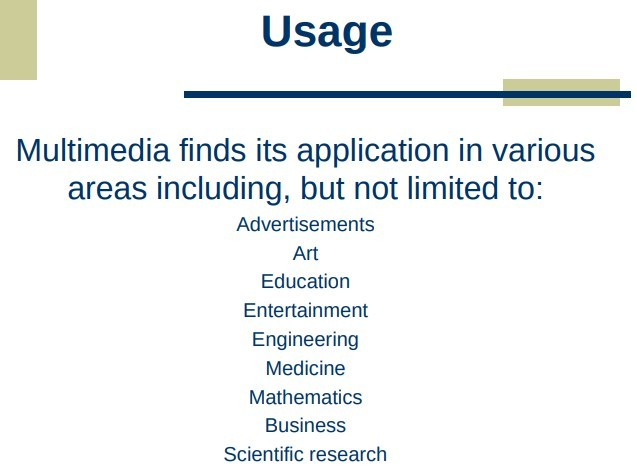 Usage
Multimedia finds its application in various
areas including, but not limited to:
Advertisements
Art
Education
Entertainment
Engineering
Medicine
Mathematics
Business
Scientific research